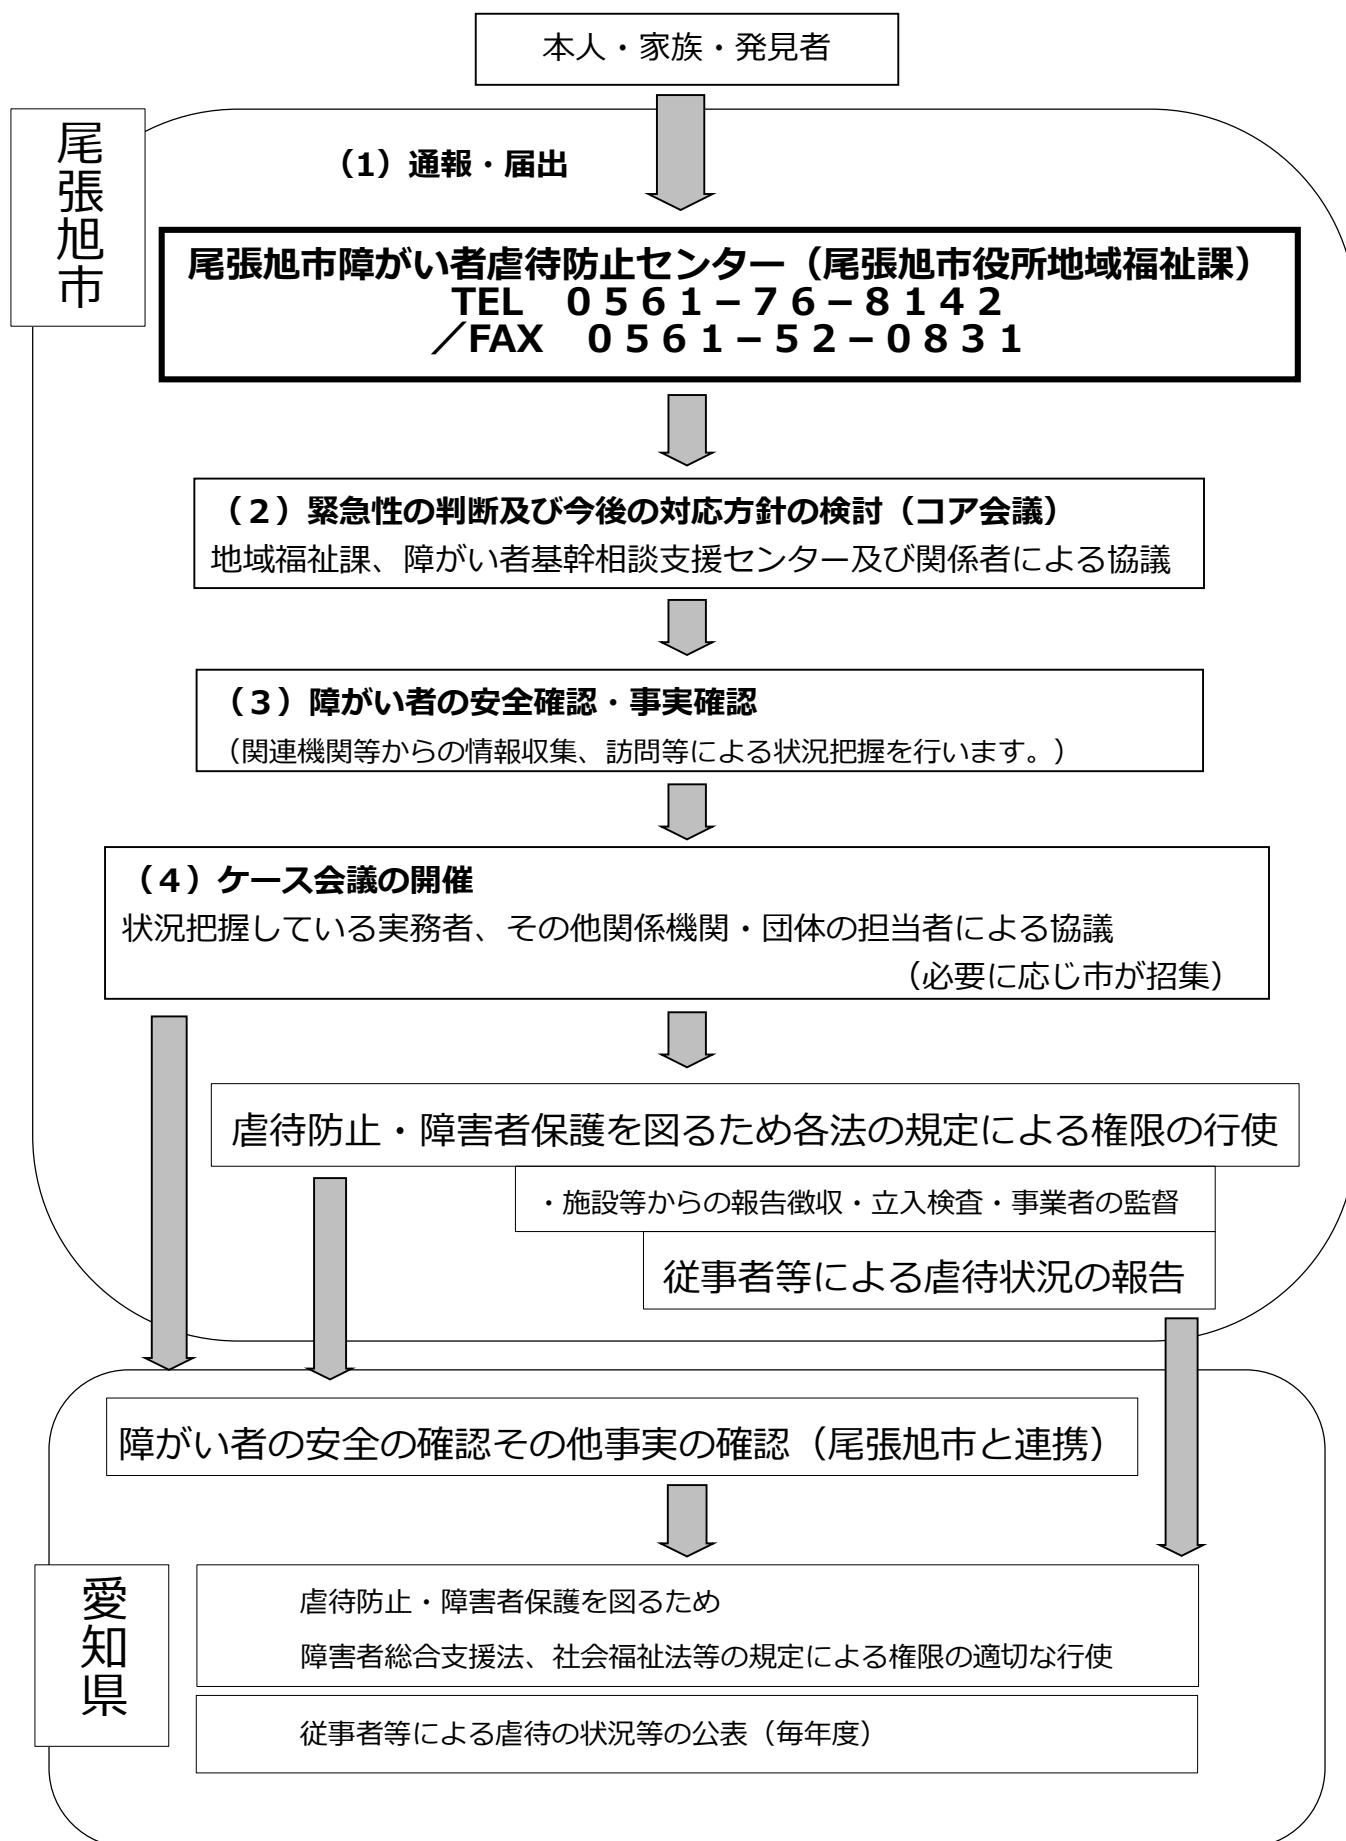 本人・家族・発見者
尾張旭市
（1）通報・届出
尾張旭市障がい者虐待防止センター（尾張旭市役所地域福祉課）
TEL　０５６１－７６－８１４２
／FAX　０５６１－５２－０８３１
（２）緊急性の判断及び今後の対応方針の検討（コア会議）
地域福祉課、障がい者基幹相談支援センター及び関係者による協議
（３）障がい者の安全確認・事実確認
（関連機関等からの情報収集、訪問等による状況把握を行います。）
（４）ケース会議の開催
状況把握している実務者、その他関係機関・団体の担当者による協議
（必要に応じ市が招集）
虐待防止・障害者保護を図るため各法の規定による権限の行使
・施設等からの報告徴収・立入検査・事業者の監督
従事者等による虐待状況の報告
障がい者の安全の確認その他事実の確認（尾張旭市と連携）
愛知県
虐待防止・障害者保護を図るため
障害者総合支援法、社会福祉法等の規定による権限の適切な行使
従事者等による虐待の状況等の公表（毎年度）